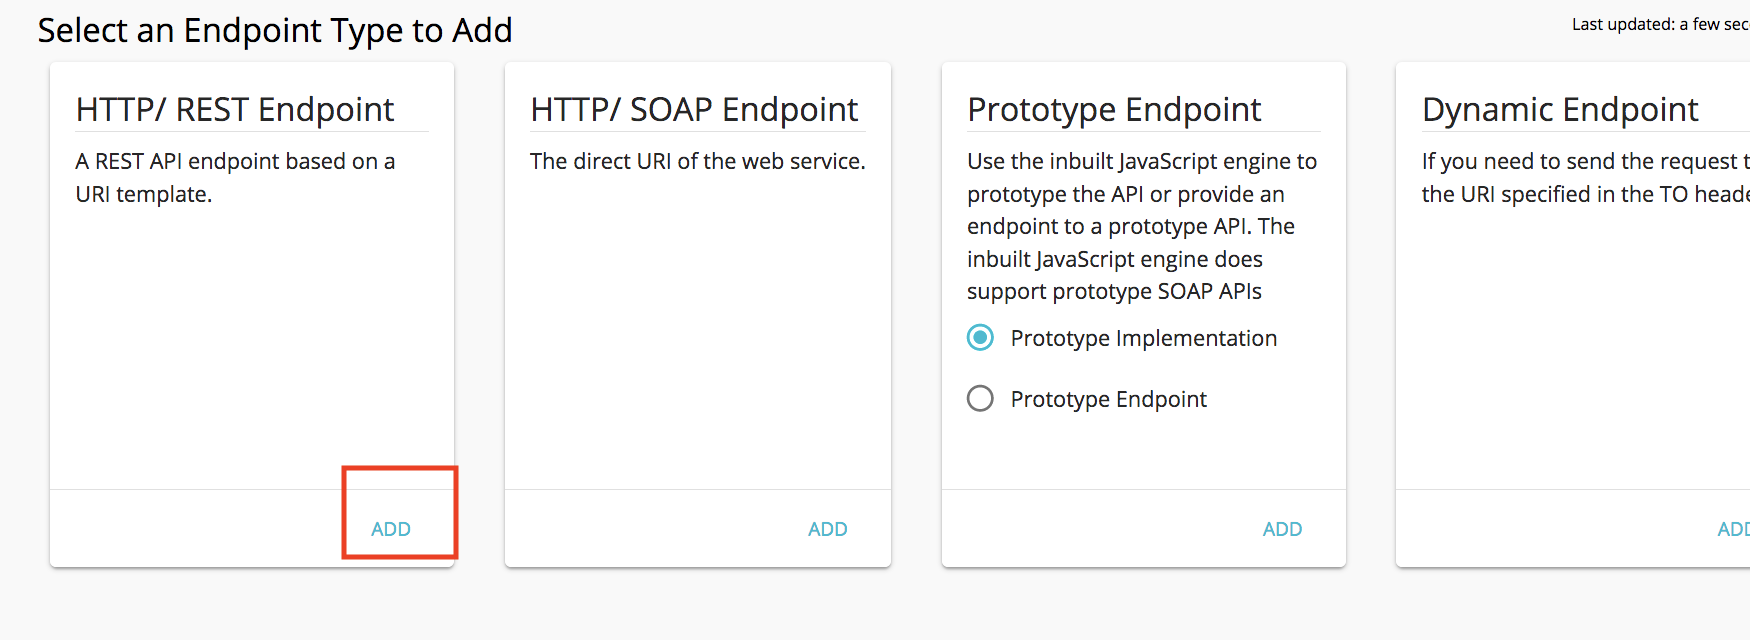 Select an Endpoint Type to Add
Last updated: a few sec
HTTP/ REST Endpoint
A REST API endpoint based on a
URI template.
ADD
HTTP/ SOAP Endpoint
The direct URI of the web service.
ADD
Prototype Endpoint
Use the inbuilt JavaScript engine to
prototype the API or provide an
endpoint to a prototype API. The
inbuilt JavaScript engine does
support prototype SOAP APIs
Prototype Implementation
Prototype Endpoint
ADD
Dynamic Endpoint
If you need to send the request t
the URI specified in the TO heade
ADD